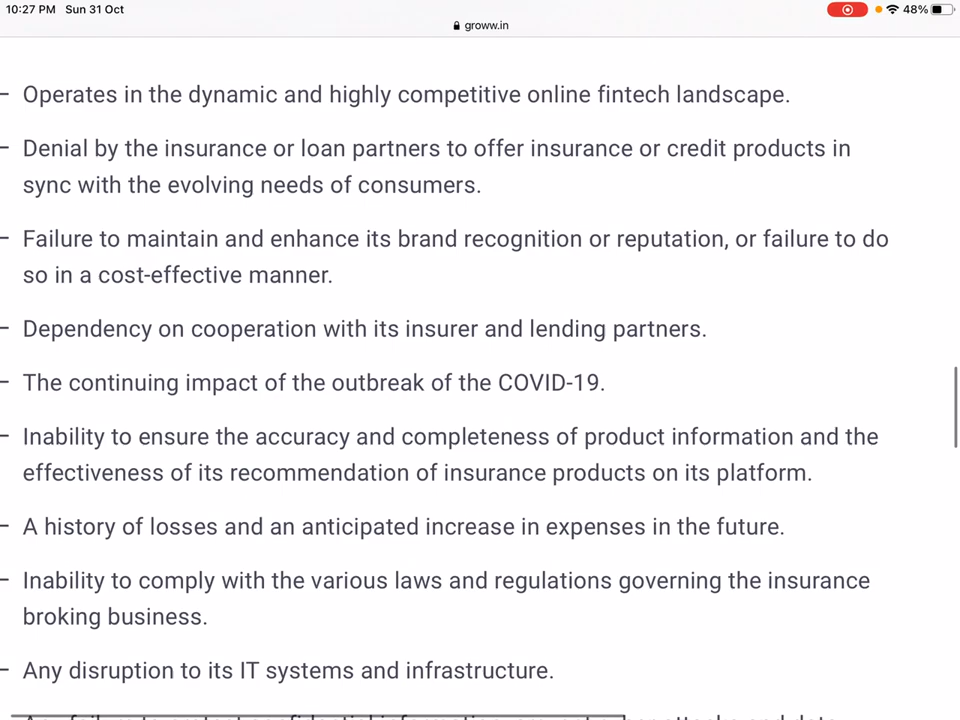 10:27 PM Sun 31 Oct
48%
groww.in
– Operates in the dynamic and highly competitive online fintech landscape.
– Denial by the insurance or loan partners to offer insurance or credit products in
sync with the evolving needs of consumers.
– Failure to maintain and enhance its brand recognition or reputation, or failure to do
so in a cost-effective manner.
– Dependency on cooperation with its insurer and lending partners.
– The continuing impact of the outbreak of the COVID-19.
– Inability to ensure the accuracy and completeness of product information and the
effectiveness of its recommendation of insurance products on its platform.
– A history of losses and an anticipated increase in expenses in the future.
– Inability to comply with the various laws and regulations governing the insurance
broking business.
– Any disruption to its IT systems and infrastructure.